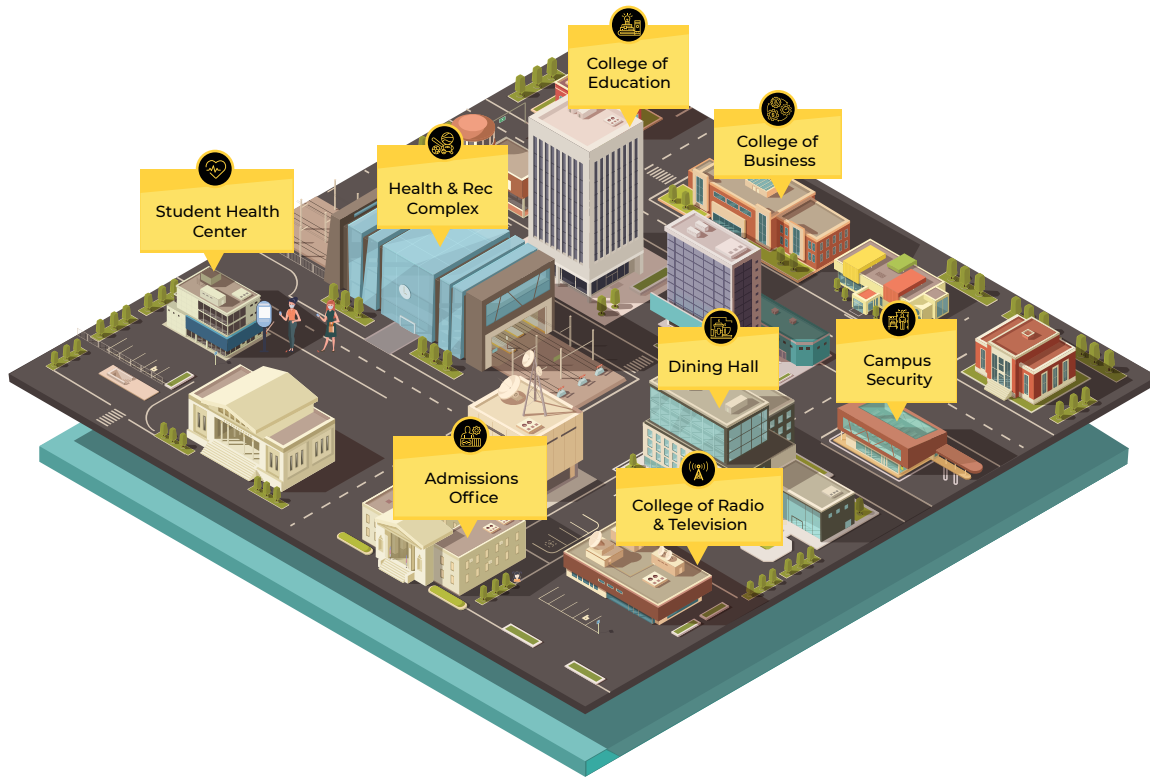 College of
Education
College of
Business
Health & Rec
Complex
Student Health
Center
Dining Hall
Campus
Security
Admissions
Office
College of Radio
& Television